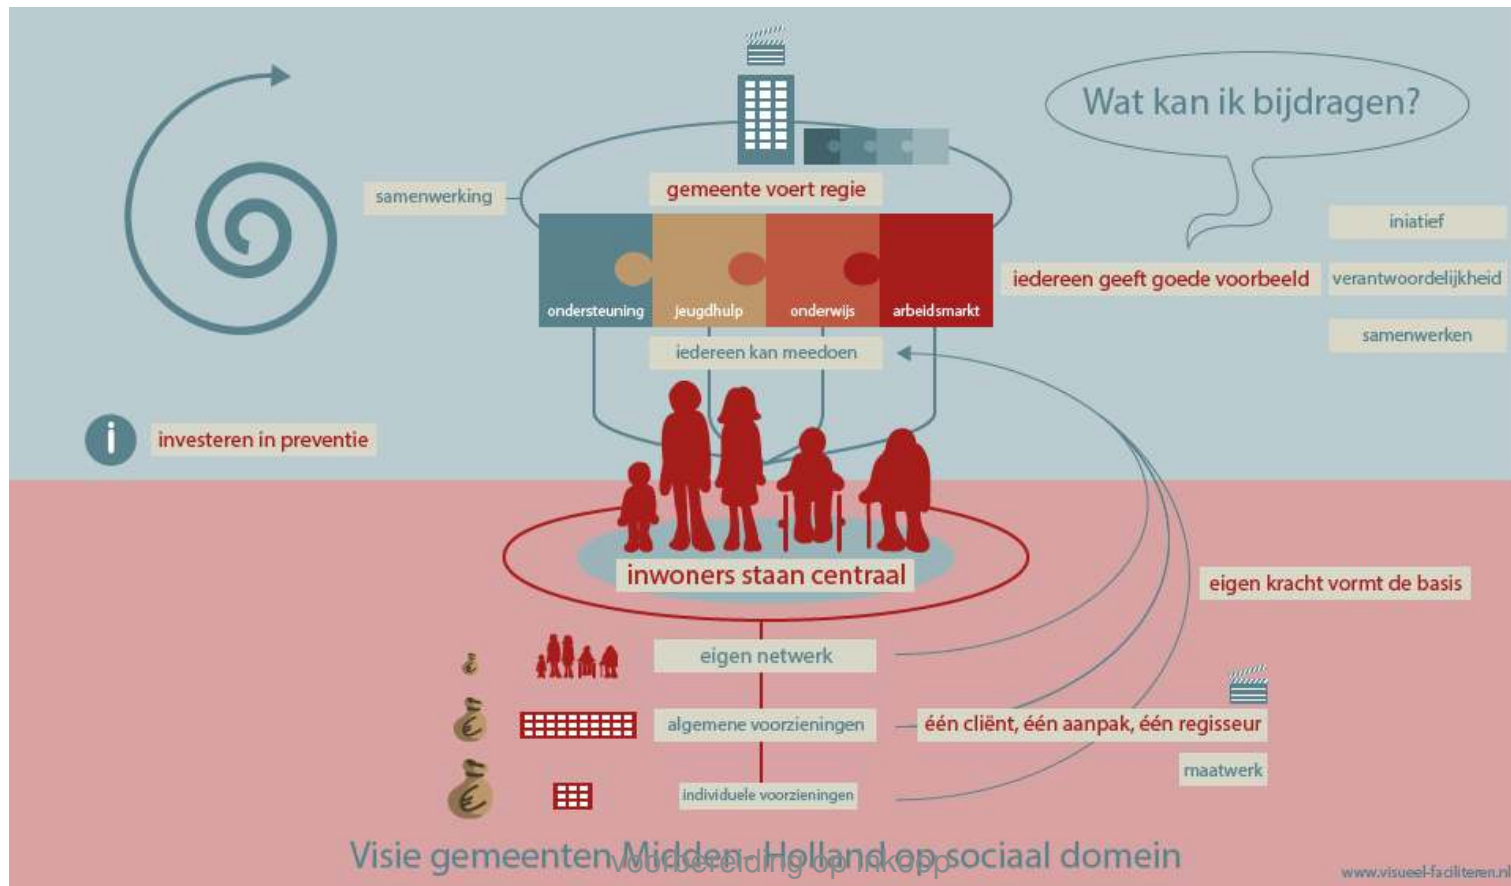 Wat kan ik bijdragen?
samenwerking
gemeente voert regie
iniatief
iedereen geeft goede voorbeeld
verantwoordelijkheid
ondersteuning
jeugdhulp
onderwijs
arbeidsmarkt
samenwerken
iedereen kan meedoen
i
investeren in preventie
inwoners staan centraal
eigen kracht vormt de basis
eigen netwerk
algemene voorzieningen
één cliënt, één aanpak, één regisseur
maatwerk
individuele voorzieningen
Visie gemeenten Midden- Holland op sociaal domein
Voorbereiding op inkoop
www.visueel-faciliteren.nl